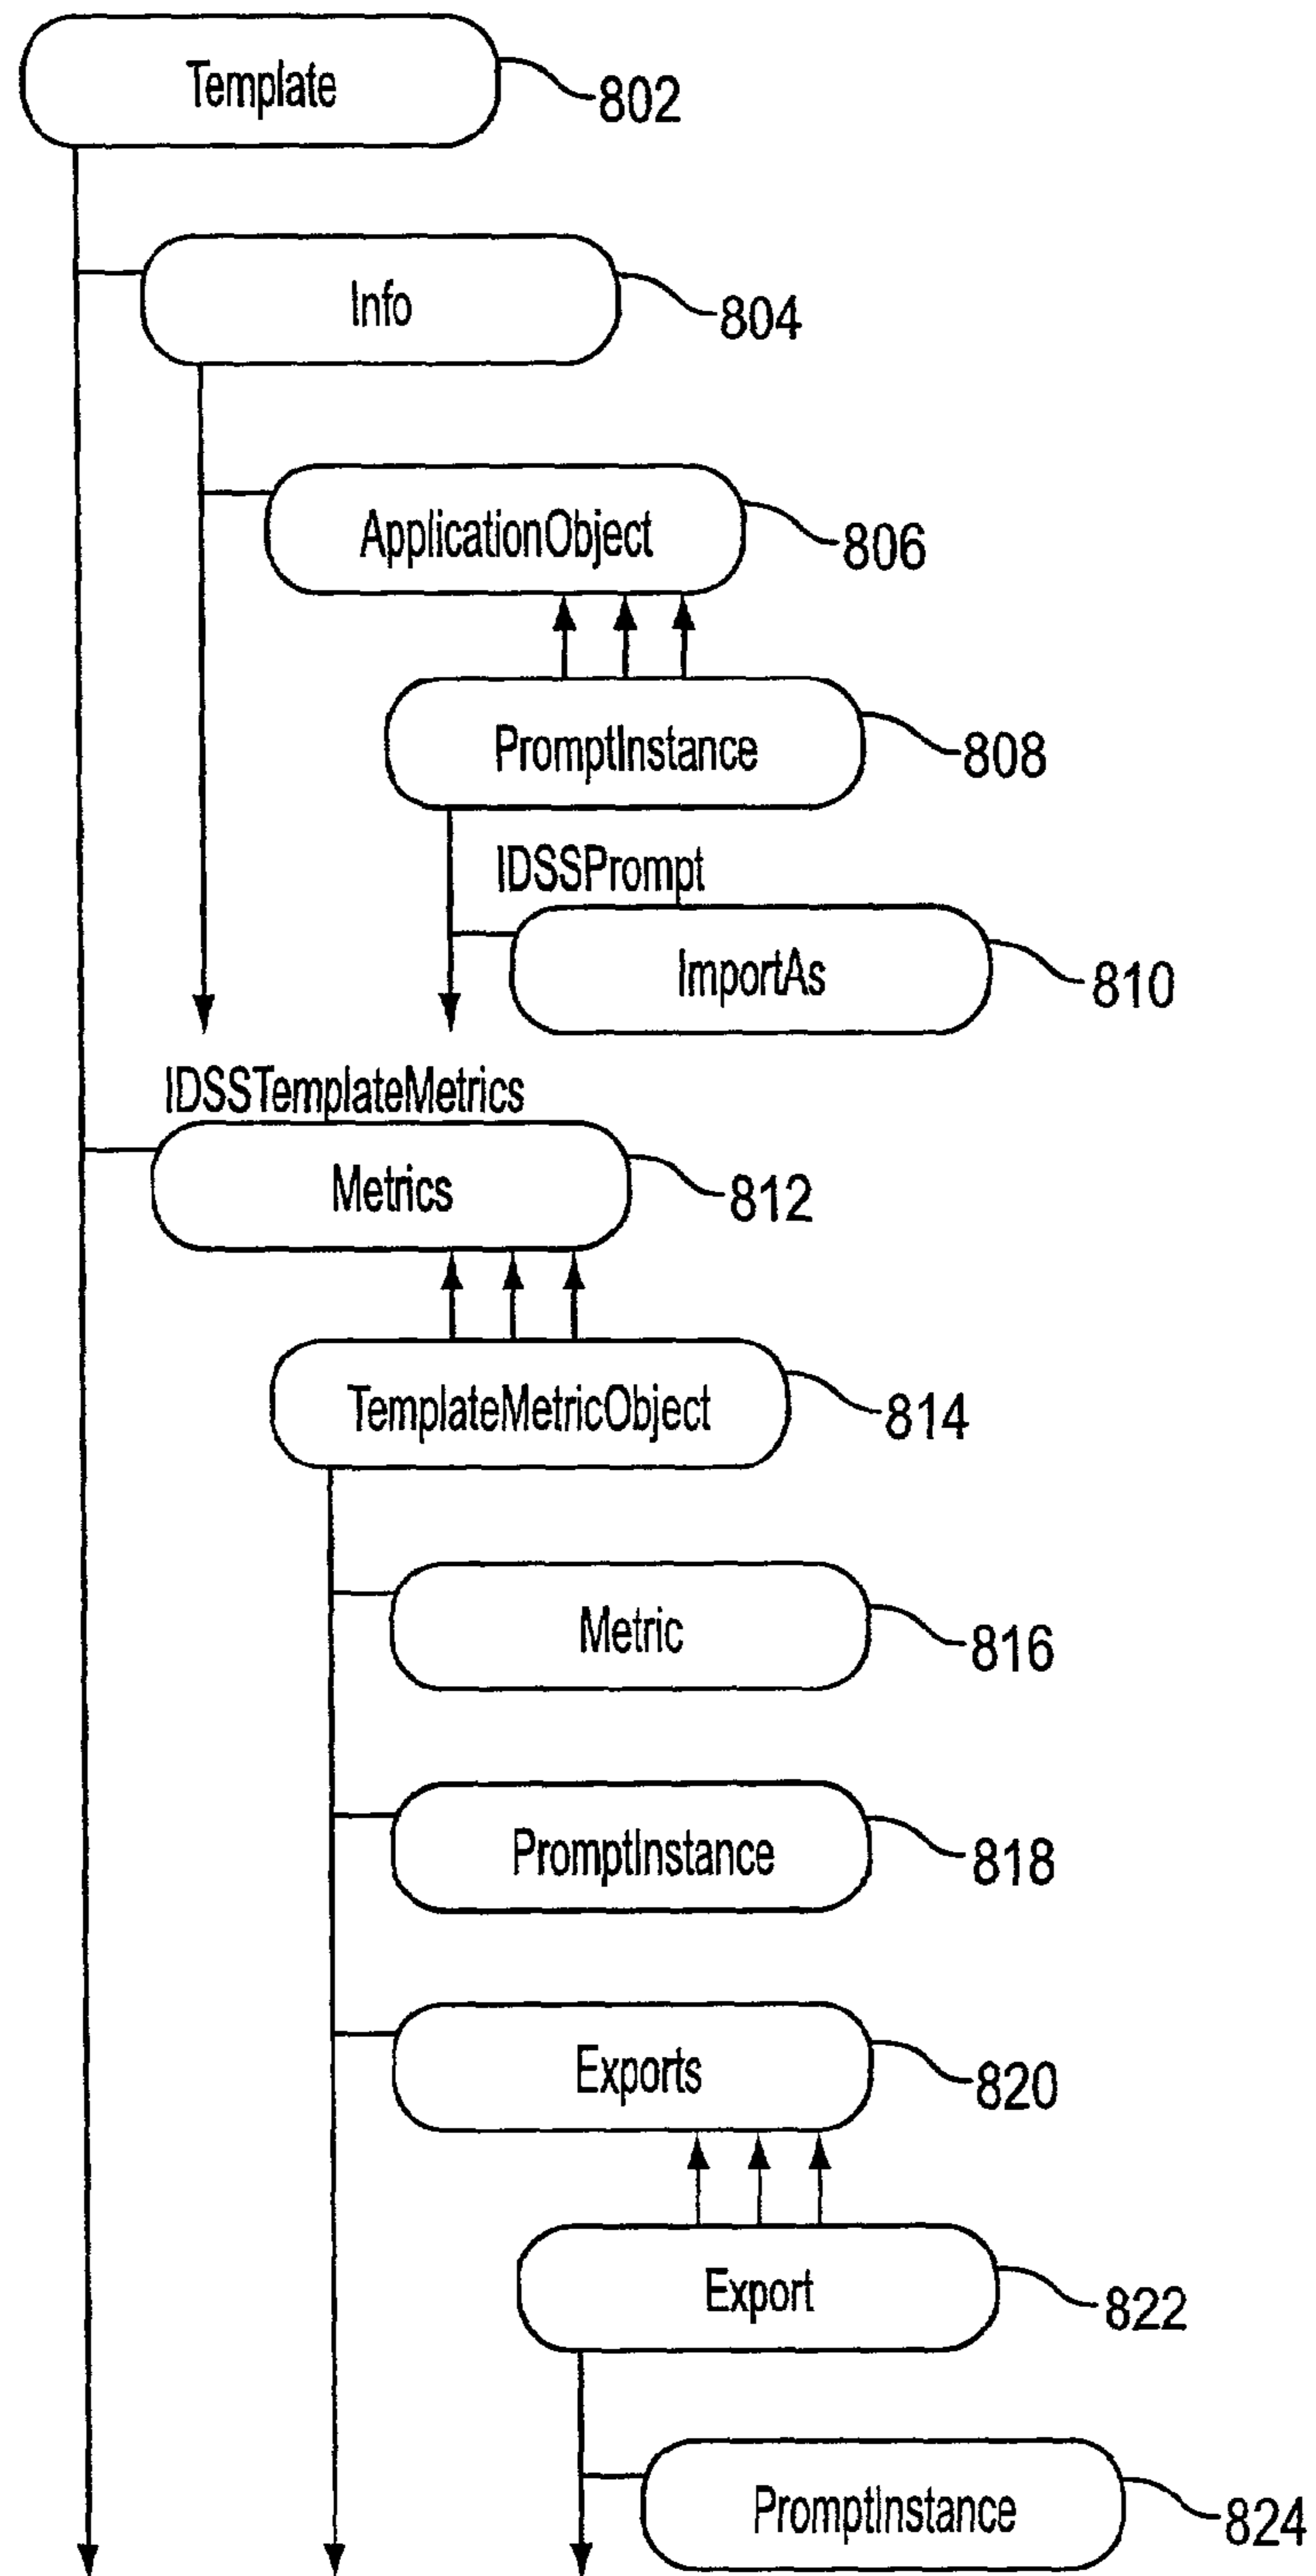 Template
802
Info
804
ApplicationObject
806
PromptInstance
808
IDSSPrompt
ImportAs
810
IDSSTemplateMetrics
Metrics
812
TemplateMetricObject
814
Metric
816
PromptInstance
818
Exports
820
Export
822
PromptInstance
824